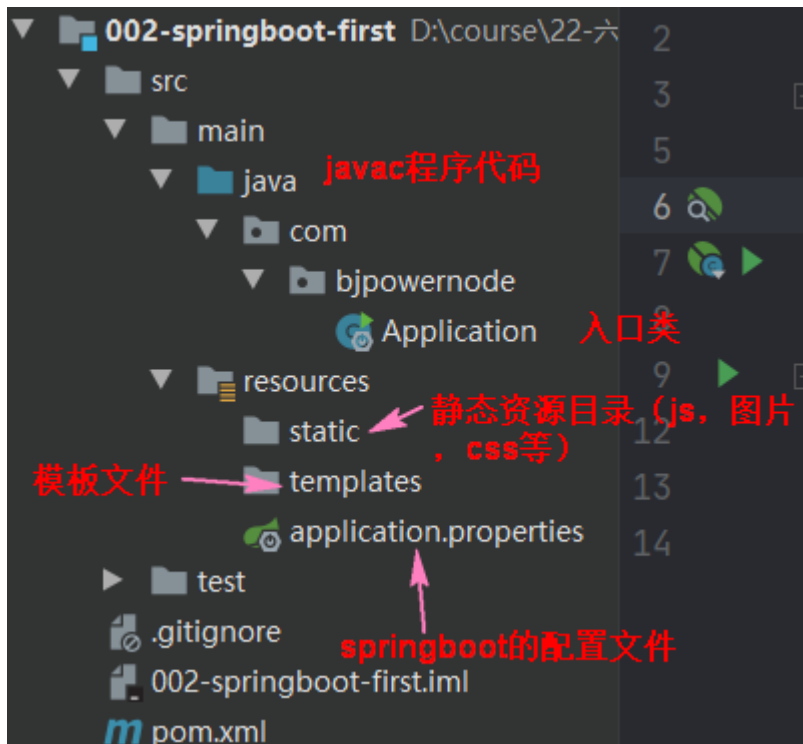 002-springboot-first D:\course\22-六
src
main
java
javac程序代码
com
bjpowernode
Application
入口类
resources
static
静态资源目录（js，图片
，css等）
模板文件
templates
application.properties
test
springboot的配置文件
.gitignore
002-springboot-first.iml
pom.xml
2
3
5
6
7
8
9
12
13
14